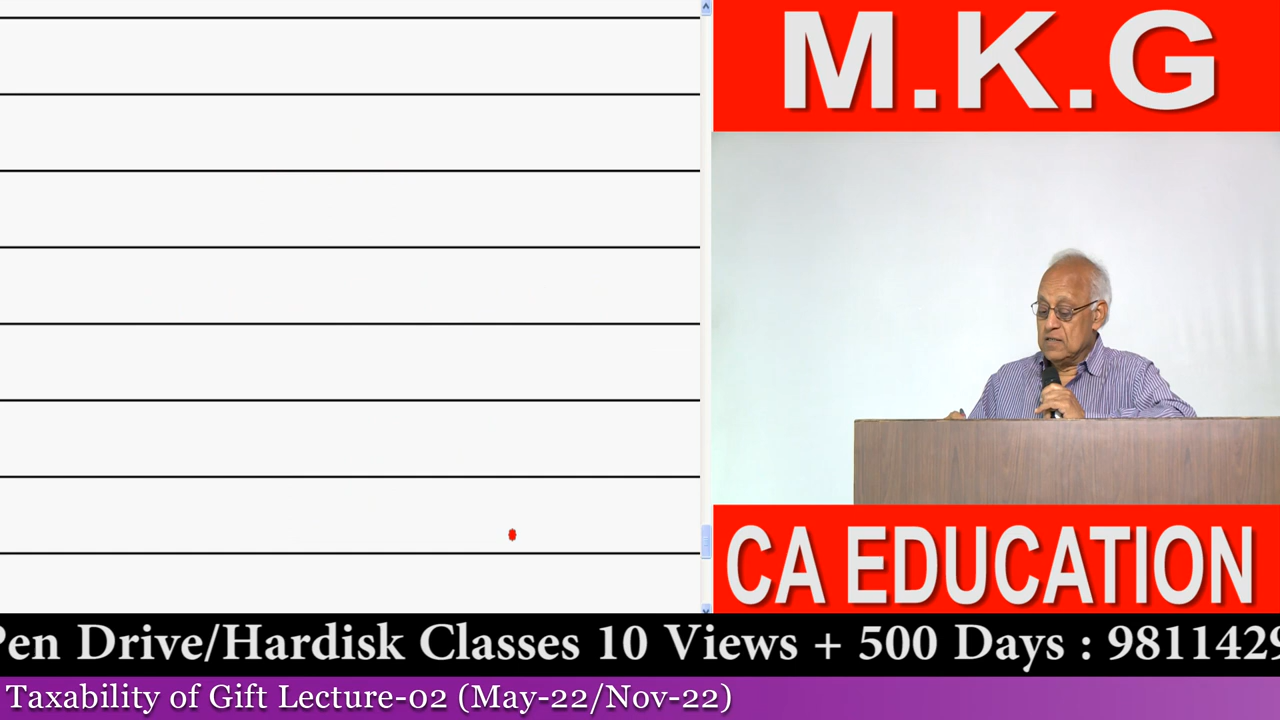 M.K.G
CA EDUCATION
Pen Drive/Hardisk Classes 10 Views + 500 Days : 9811429
Taxability of Gift Lecture-02 (May-22/Nov-22)